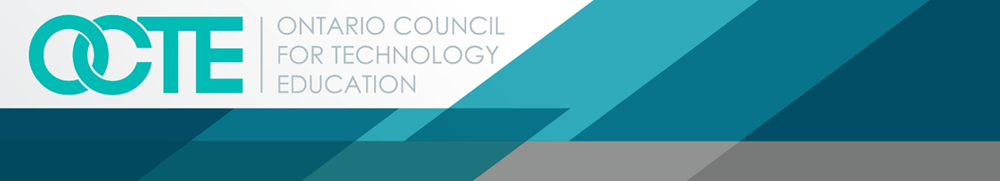 OCTE
ONTARIO COUNCIL
FOR TECHNOLOGY
EDUCATION